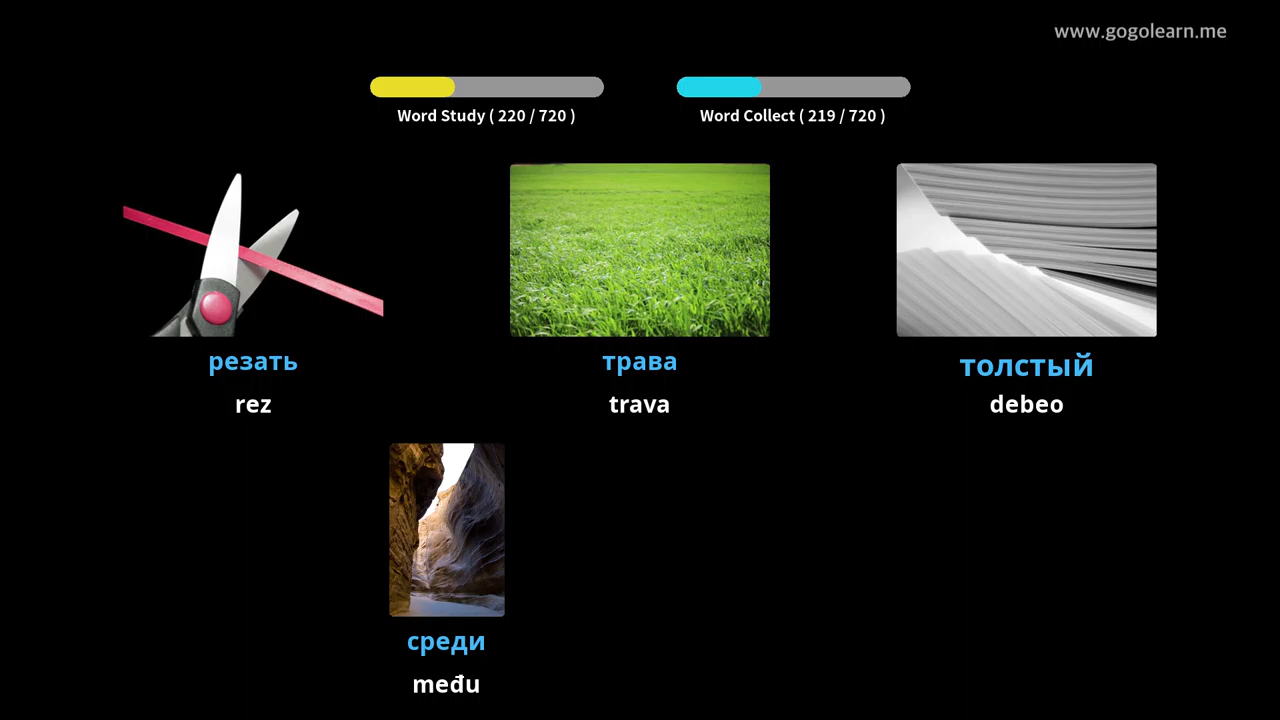 www.gogolearn.me
Word Study ( 220 / 720 )
Word Collect ( 219 / 720 )
резать
трава
толстый
rez
trava
debeo
среди
među